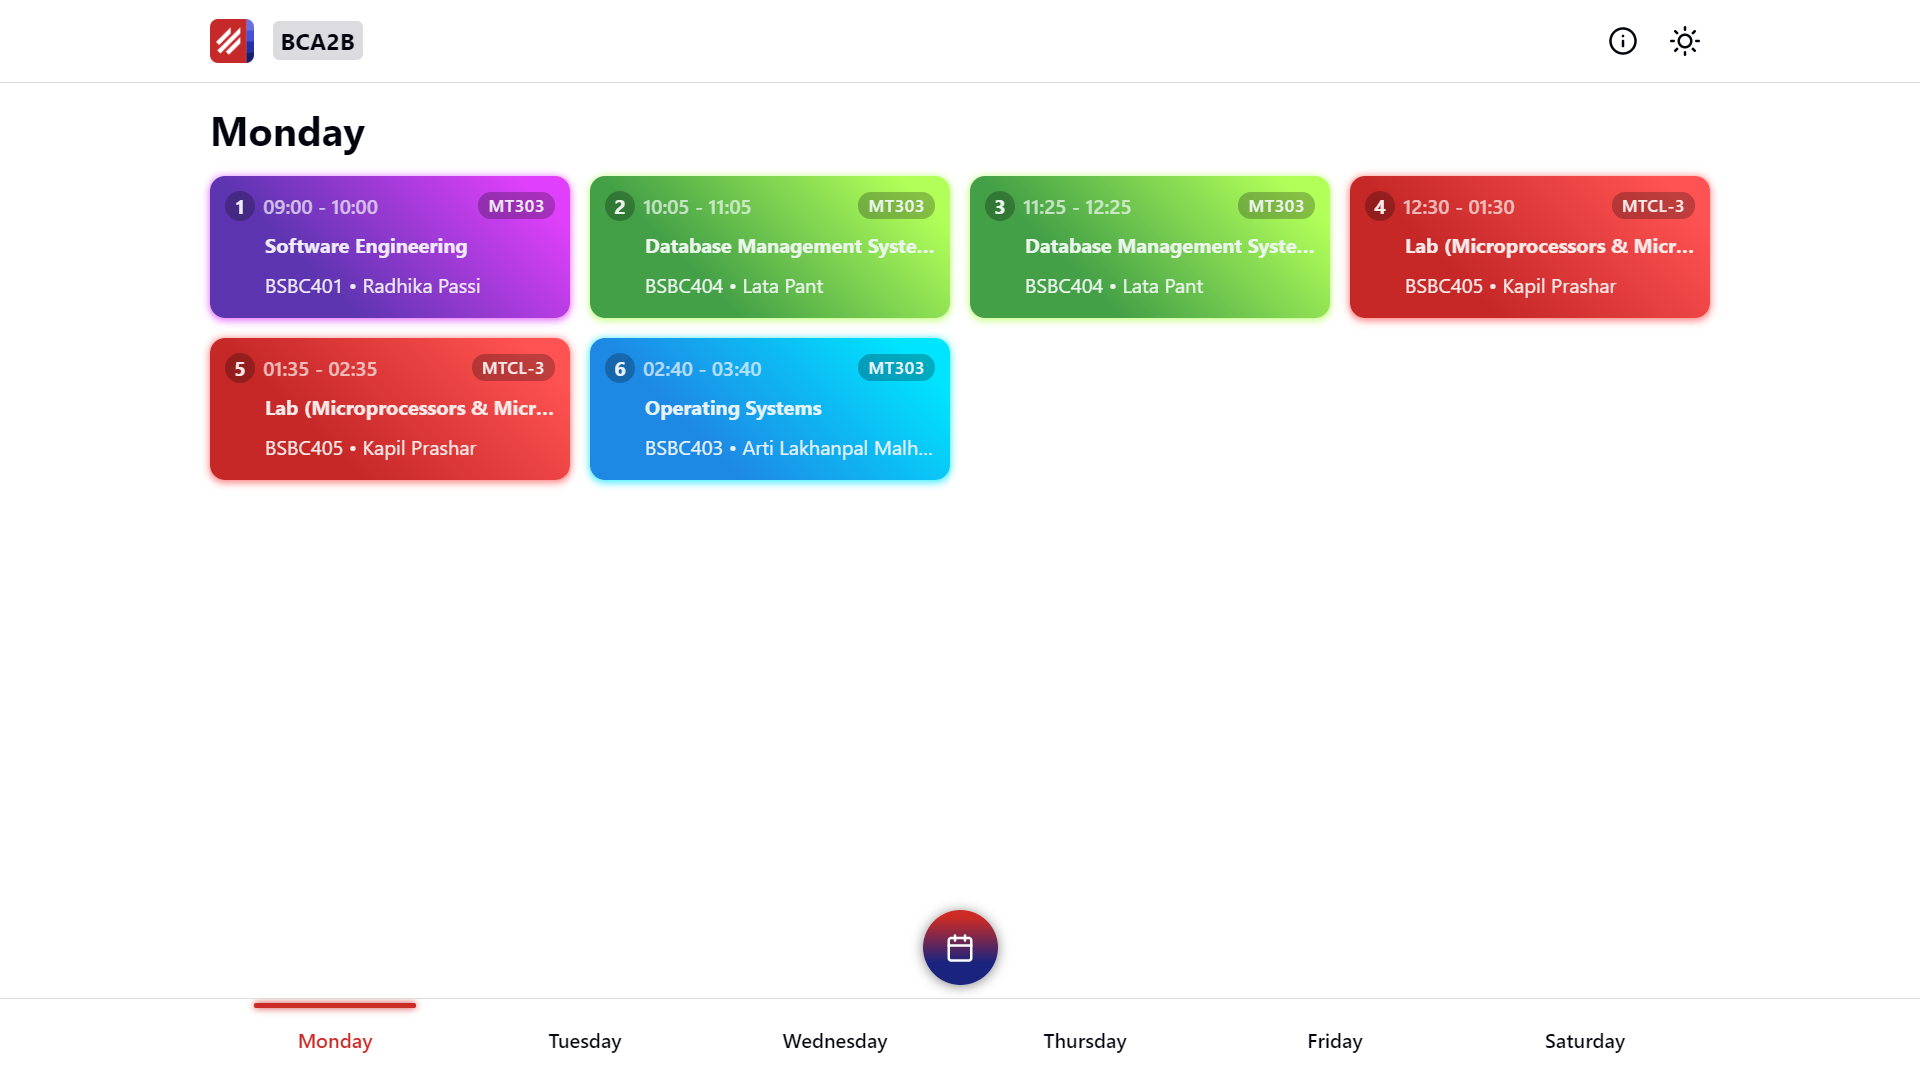 BCA2B
Monday
1 09:00 - 10:00 MT303
Software Engineering
BSBC401 • Radhika Passi
2 10:05 - 11:05 MT303
Database Management Syste...
BSBC404 • Lata Pant
3 11:25 - 12:25 MT303
Database Management Syste...
BSBC404 • Lata Pant
4 12:30 - 01:30 MTCL-3
Lab (Microprocessors & Micr...
BSBC405 • Kapil Prashar
5 01:35 - 02:35 MTCL-3
Lab (Microprocessors & Micr...
BSBC405 • Kapil Prashar
6 02:40 - 03:40 MT303
Operating Systems
BSBC403 • Arti Lakhanpal Malh...
Monday
Tuesday
Wednesday
Thursday
Friday
Saturday